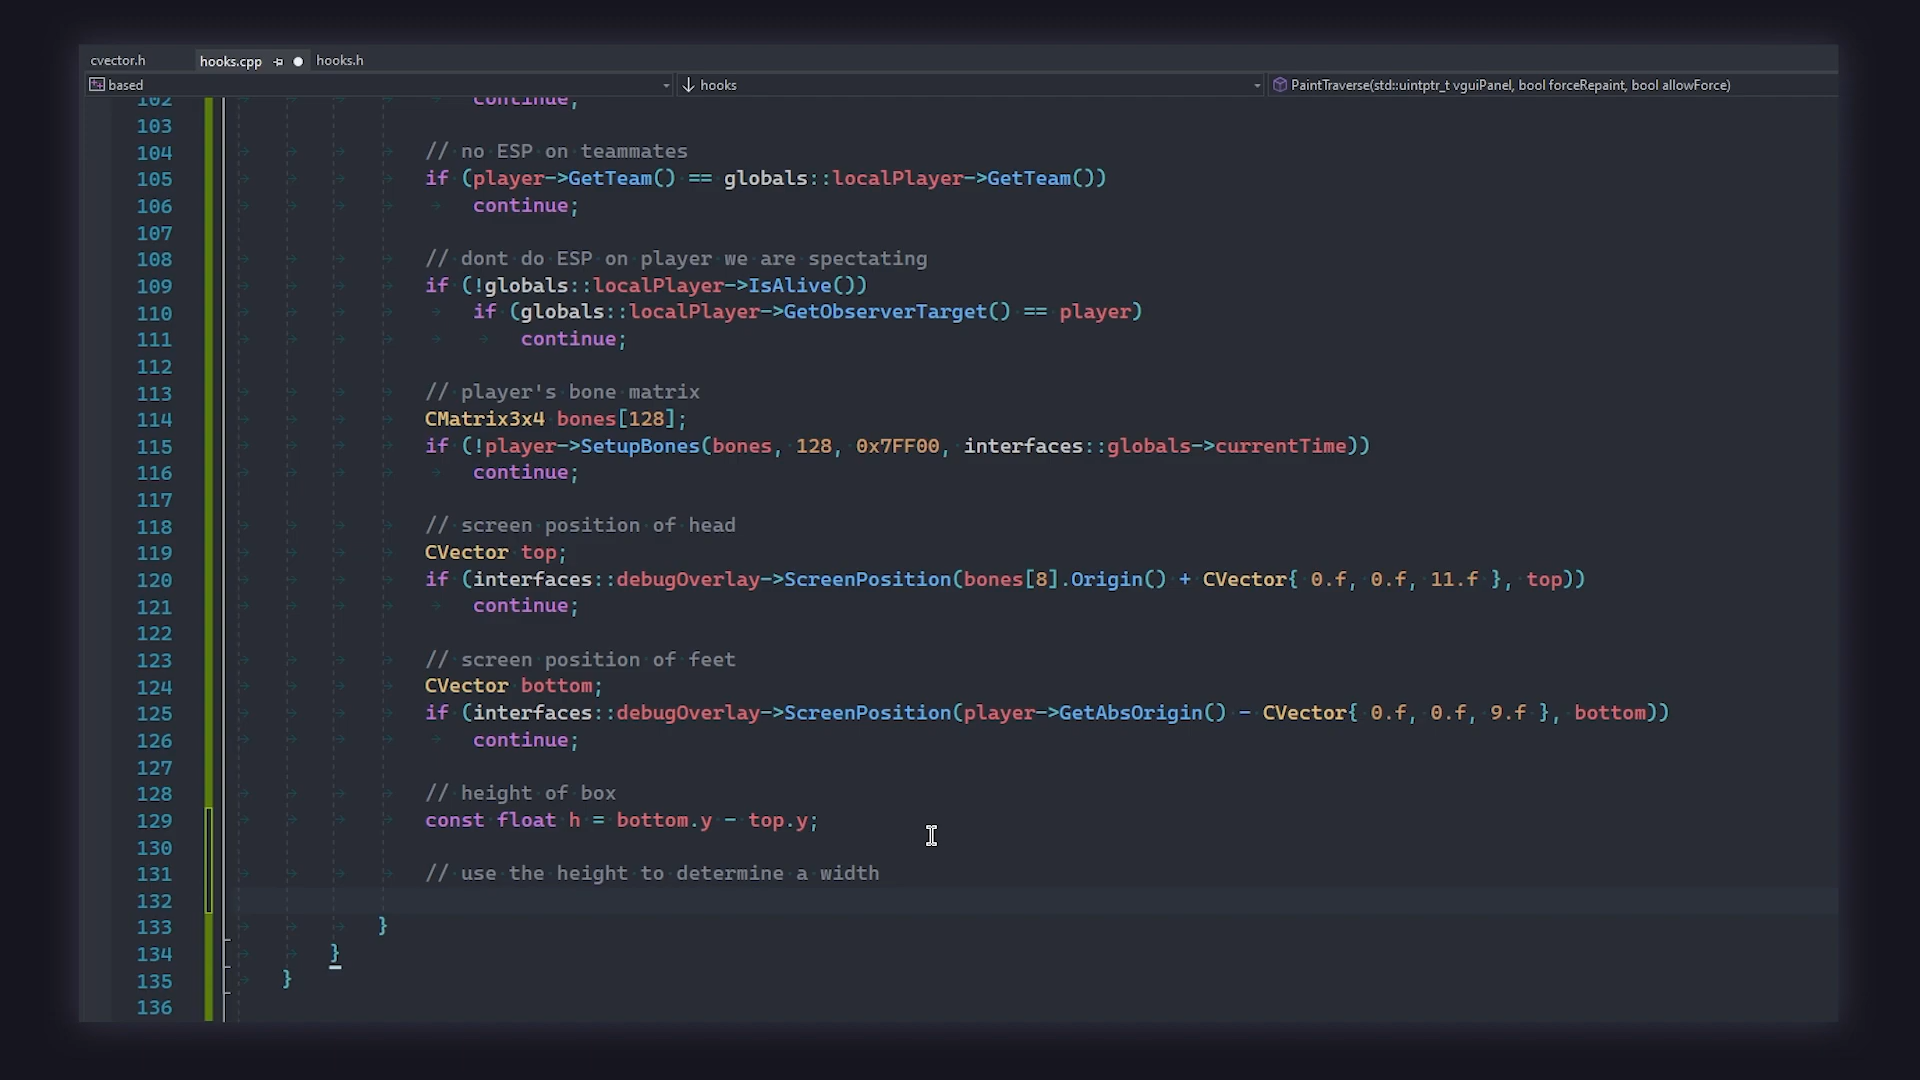 cvector.h hooks.cpp hooks.h
based hooks PaintTraverse(std::uintptr_t vguiPanel, bool forceRepaint, bool allowForce)
102 continue;
103
104 // no ESP on teammates
105 if (player->GetTeam() == globals::localPlayer->GetTeam())
106 continue;
107
108 // dont do ESP on player we are spectating
109 if (!globals::localPlayer->IsAlive())
110 if (globals::localPlayer->GetObserverTarget() == player)
111 continue;
112
113 // player's bone matrix
114 CMatrix3x4 bones[128];
115 if (!player->SetupBones(bones, 128, 0x7FF00, interfaces::globals->currentTime))
116 continue;
117
118 // screen position of head
119 CVector top;
120 if (interfaces::debugOverlay->ScreenPosition(bones[8].Origin() + CVector{ 0.f, 0.f, 11.f }, top))
121 continue;
122
123 // screen position of feet
124 CVector bottom;
125 if (interfaces::debugOverlay->ScreenPosition(player->GetAbsOrigin() - CVector{ 0.f, 0.f, 9.f }, bottom))
126 continue;
127
128 // height of box
129 const float h = bottom.y - top.y;
130
131 // use the height to determine a width
132
133 }
134 }
135 }
136